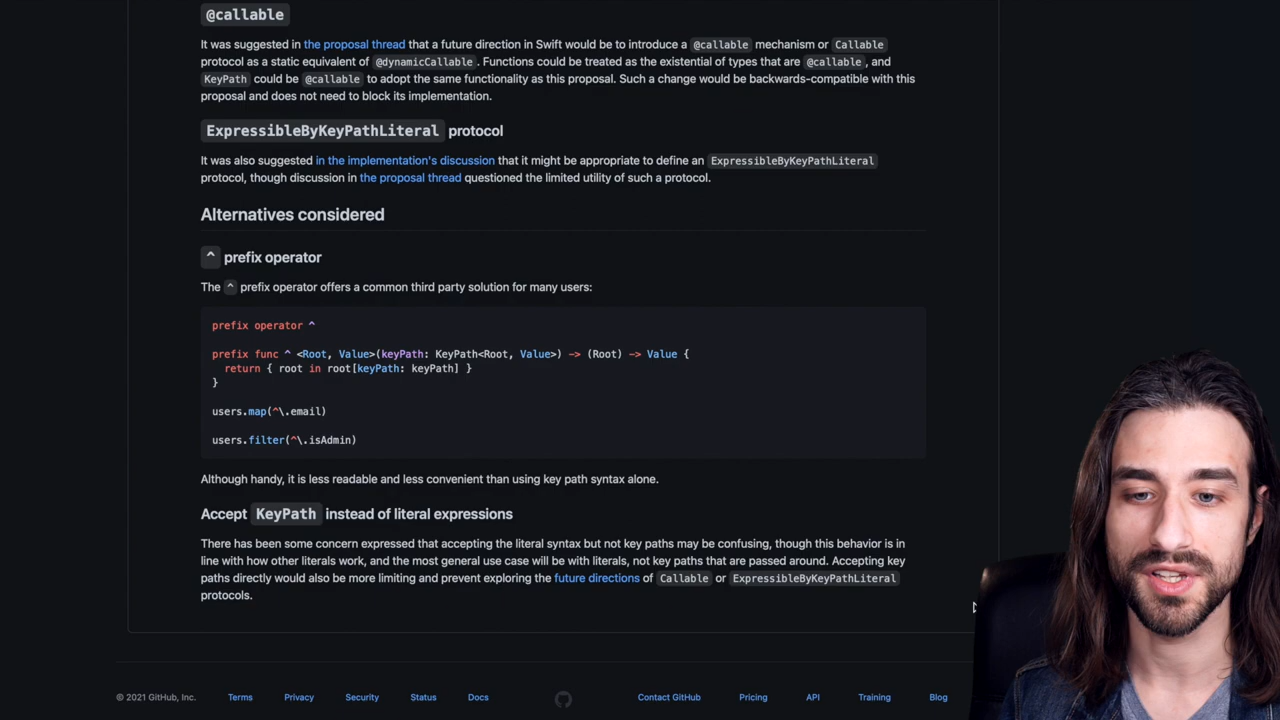 @callable
It was suggested in the proposal thread that a future direction in Swift would be to introduce a @callable mechanism or Callable
protocol as a static equivalent of @dynamicCallable . Functions could be treated as the existential of types that are @callable , and
KeyPath could be @callable to adopt the same functionality as this proposal. Such a change would be backwards-compatible with this
proposal and does not need to block its implementation.
ExpressibleByKeyPathLiteral protocol
It was also suggested in the implementation's discussion that it might be appropriate to define an ExpressibleByKeyPathLiteral
protocol, though discussion in the proposal thread questioned the limited utility of such a protocol.
Alternatives considered
^ prefix operator
The ^ prefix operator offers a common third party solution for many users:
prefix operator ^
prefix func ^ <Root, Value>(keyPath: KeyPath<Root, Value>) -> (Root) -> Value {
  return { root in root[keyPath: keyPath] }
}
users.map(^\.email)
users.filter(^\.isAdmin)
Although handy, it is less readable and less convenient than using key path syntax alone.
Accept KeyPath instead of literal expressions
There has been some concern expressed that accepting the literal syntax but not key paths may be confusing, though this behavior is in
line with how other literals work, and the most general use case will be with literals, not key paths that are passed around. Accepting key
paths directly would also be more limiting and prevent exploring the future directions of Callable or ExpressibleByKeyPathLiteral
protocols.
© 2021 GitHub, Inc. Terms Privacy Security Status Docs Contact GitHub Pricing API Training Blog